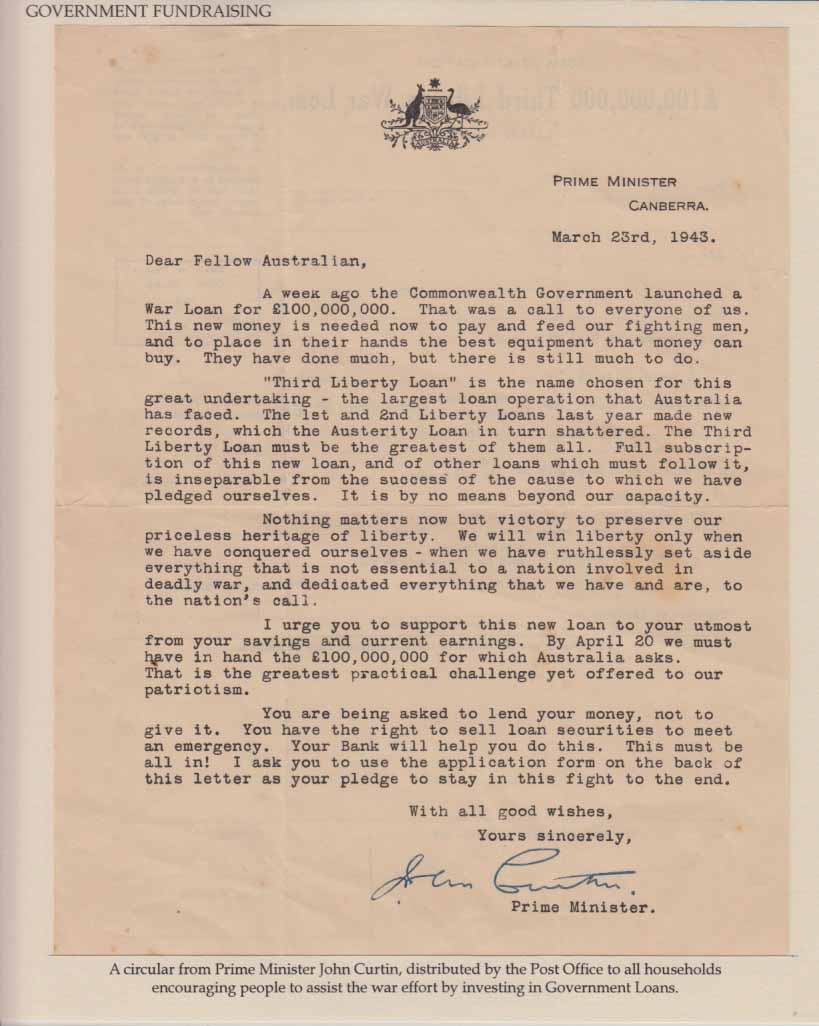 GOVERNMENT FUNDRAISING
AUSTRALIA
PRIME MINISTER
CANBERRA.
March 23rd, 1943.
Dear Fellow Australian,
A week ago the Commonwealth Government launched a
War Loan for £100,000,000. That was a call to everyone of us.
This new money is needed now to pay and feed our fighting men,
and to place in their hands the best equipment that money can
buy. They have done much, but there is still much to do.
"Third Liberty Loan" is the name chosen for this
great undertaking - the largest loan operation that Australia
has faced. The 1st and 2nd Liberty Loans last year made new
records, which the Austerity Loan in turn shattered. The Third
Liberty Loan must be the greatest of them all. Full subscrip-
tion of this new loan, and of other loans which must follow it,
is inseparable from the success of the cause to which we have
pledged ourselves. It is by no means beyond our capacity.
Nothing matters now but victory to preserve our
priceless heritage of liberty. We will win liberty only when
we have conquered ourselves - when we have ruthlessly set aside
everything that is not essential to a nation involved in
deadly war, and dedicated everything that we have and are, to
the nation's call.
I urge you to support this new loan to your utmost
from your savings and current earnings. By April 20 we must
have in hand the £100,000,000 for which Australia asks.
That is the greatest practical challenge yet offered to our
patriotism.
You are being asked to lend your money, not to
give it. You have the right to sell loan securities to meet
an emergency. Your Bank will help you do this. This must be
all in! I ask you to use the application form on the back of
this letter as your pledge to stay in this fight to the end.
With all good wishes,
Yours sincerely,
John Curtin.
Prime Minister.
A circular from Prime Minister John Curtin, distributed by the Post Office to all households
encouraging people to assist the war effort by investing in Government Loans.